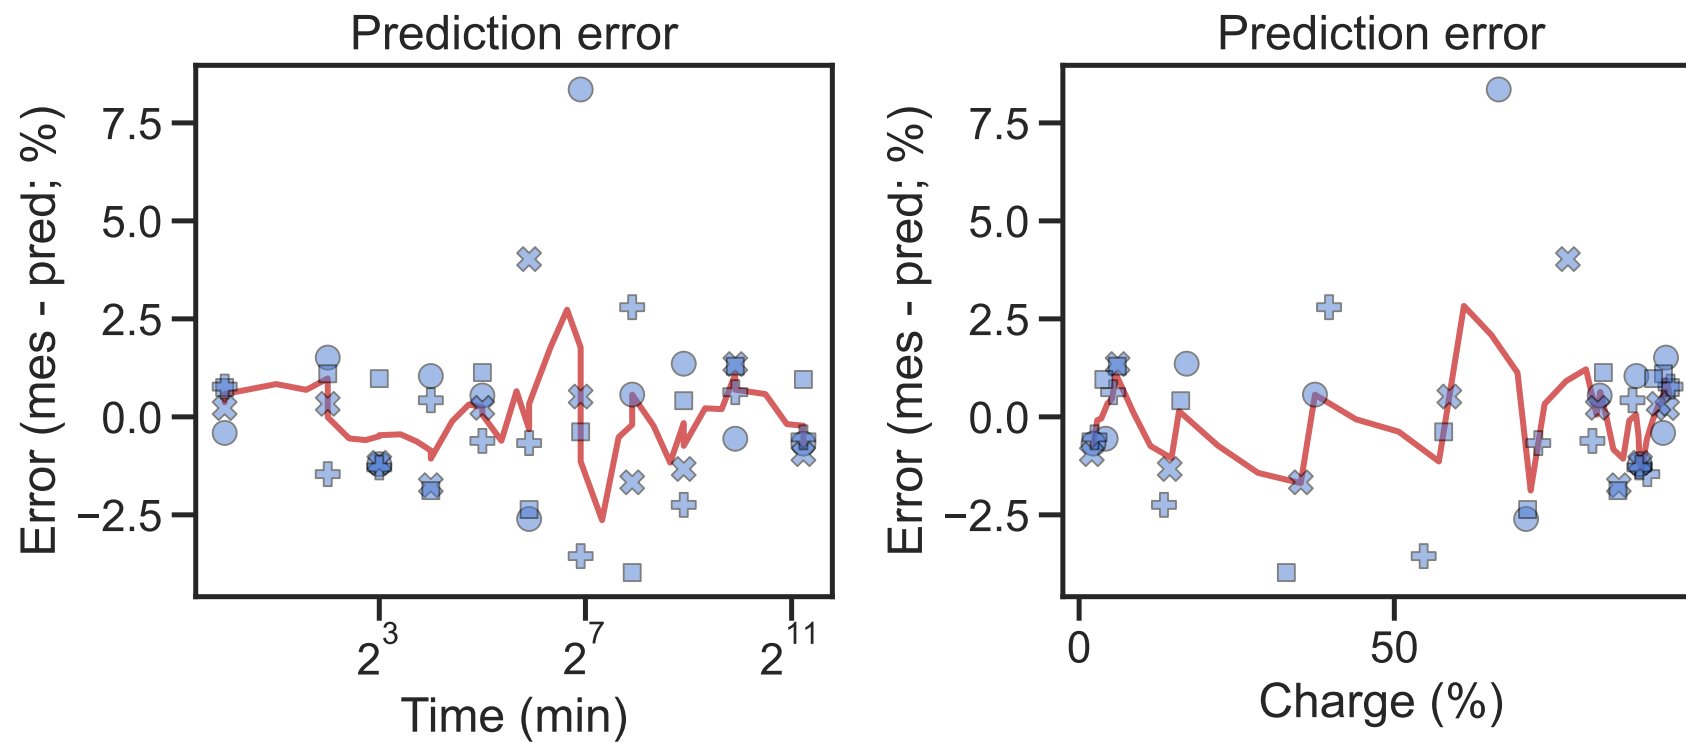 Prediction error
Error (mes - pred; %)
7.5
5.0
2.5
0.0
−2.5
2^3
2^7
2^11
Time (min)
Prediction error
Error (mes - pred; %)
7.5
5.0
2.5
0.0
−2.5
0
50
Charge (%)